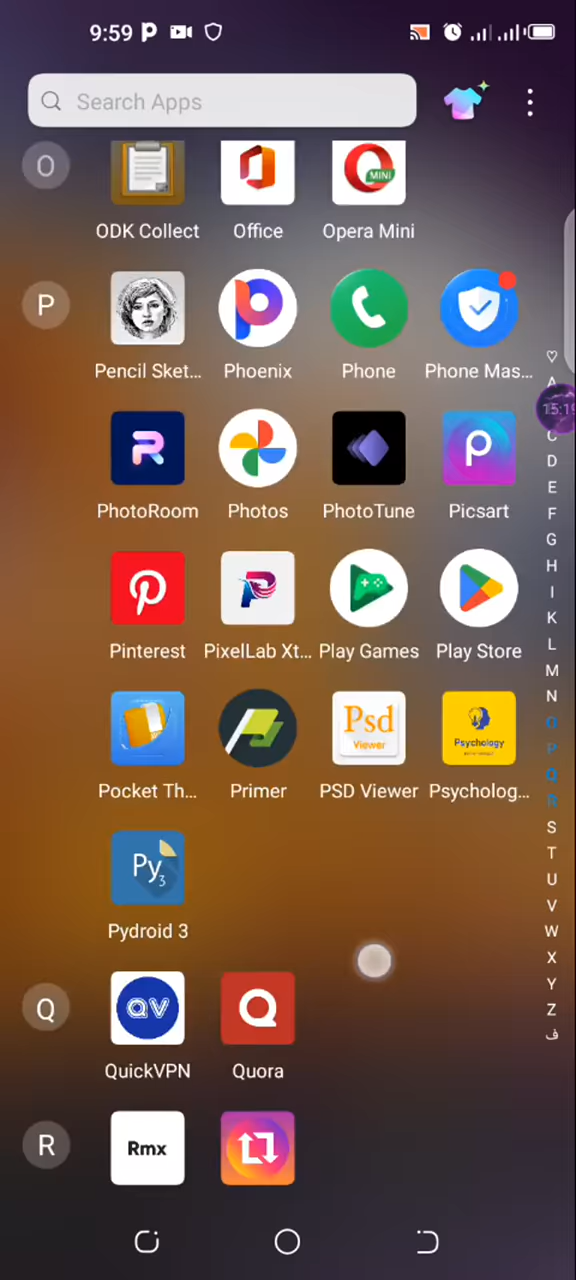 9:59
Search Apps
O
MINI
ODK Collect Office Opera Mini
P
Pencil Sket... Phoenix Phone Phone Mas...
15:19
PhotoRoom Photos PhotoTune Picsart
Pinterest PixelLab Xt... Play Games Play Store
Psd
Viewer
Psychology
Pocket Th... Primer PSD Viewer Psycholog...
Py3
Pydroid 3
Q
QV
QuickVPN Quora
R
Rmx
A
C
D
E
F
G
H
I
K
L
M
N
O
P
Q
R
S
T
U
V
W
X
Y
Z
ف